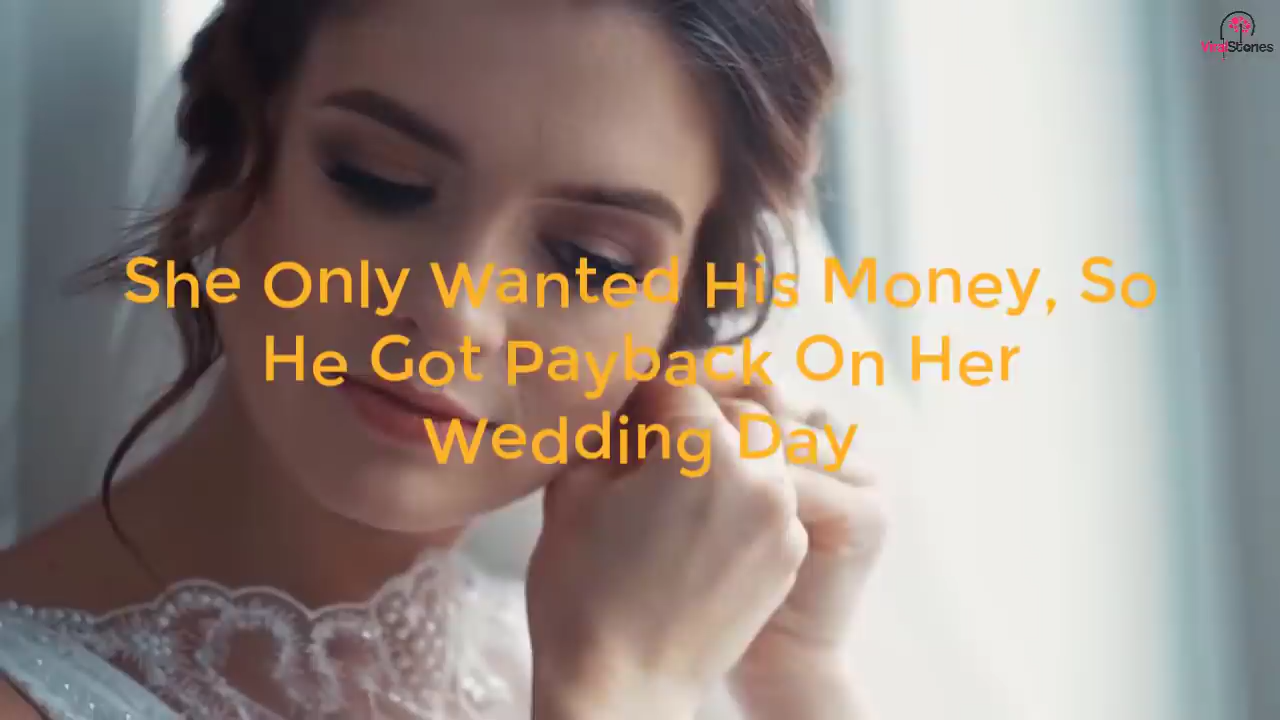 ViralStories
She Only Wanted His Money, So
He Got Payback On Her
Wedding Day